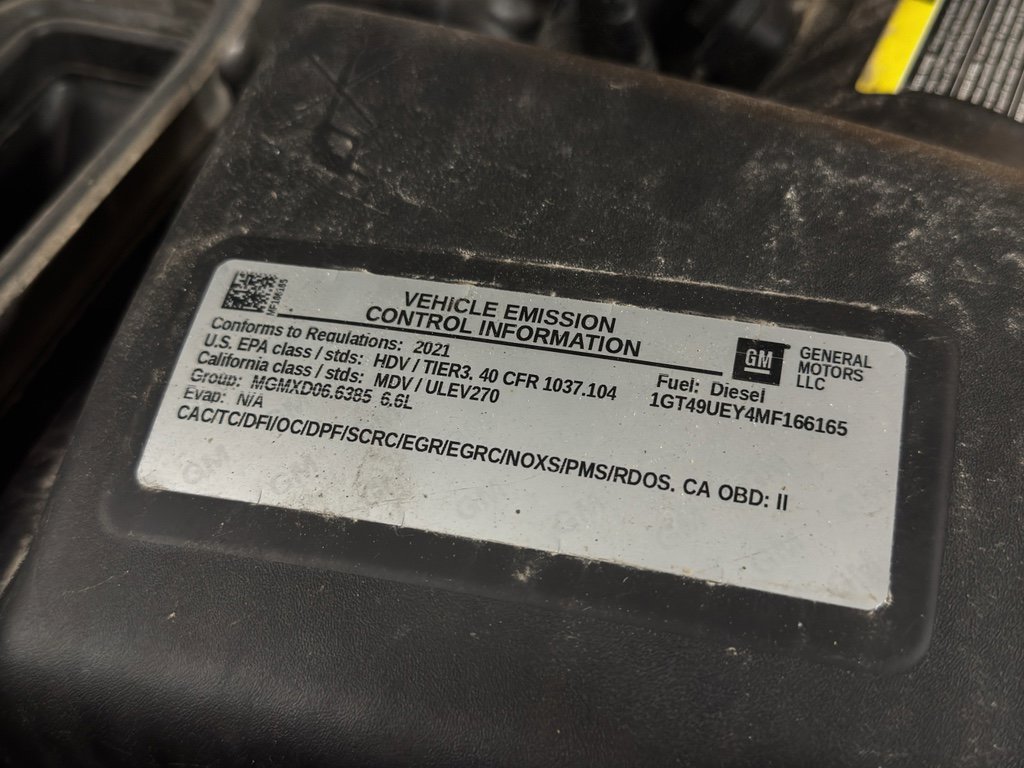 MF166165
VEHICLE EMISSION
CONTROL INFORMATION
GM
GENERAL
MOTORS
LLC
Conforms to Regulations: 2021
U.S. EPA class / stds: HDV / TIER3, 40 CFR 1037.104
California class / stds: MDV / ULEV270
Group: MGMXD06.6385 6.6L
Evap: N/A
Fuel: Diesel
1GT49UEY4MF166165
CAC/TC/DFI/OC/DPF/SCRC/EGR/EGRC/NOXS/PMS/RDOS. CA OBD: II